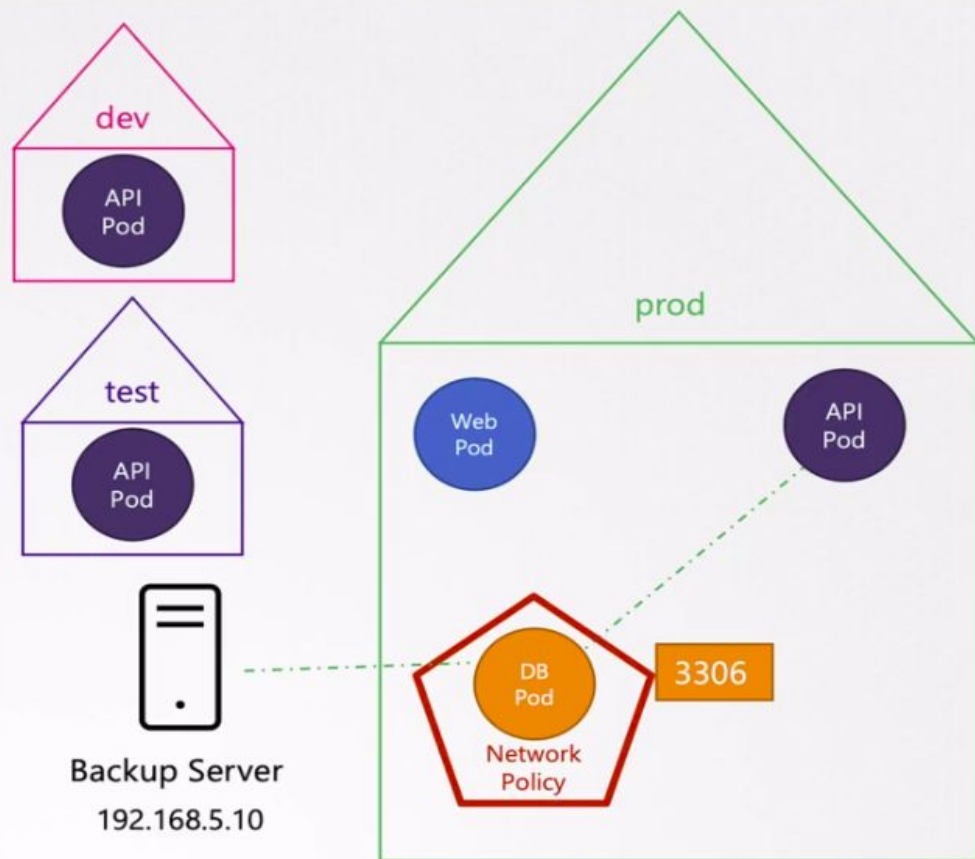 dev
API
Pod
test
API
Pod
Backup Server
192.168.5.10
prod
Web
Pod
API
Pod
DB
Pod
Network
Policy
3306